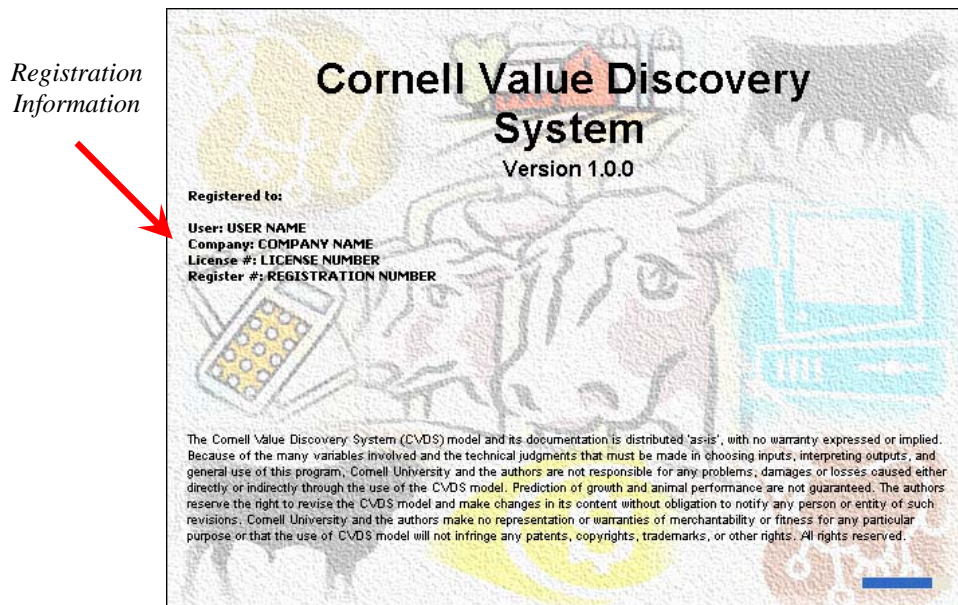 Registration
Information
Cornell Value Discovery
System
Version 1.0.0
Registered to:
User: USER NAME
Company: COMPANY NAME
License #: LICENSE NUMBER
Register #: REGISTRATION NUMBER
The Cornell Value Discovery System (CVDS) model and its documentation is distributed 'as-is', with no warranty expressed or implied.
Because of the many variables involved and the technical judgments that must be made in choosing inputs, interpreting outputs, and
general use of this program, Cornell University and the authors are not responsible for any problems, damages or losses caused either
directly or indirectly through the use of the CVDS model. Prediction of growth and animal performance are not guaranteed. The authors
reserve the right to revise the CVDS model and make changes in its content without obligation to notify any person or entity of such
revisions. Cornell University and the authors make no representation or warranties of merchantability or fitness for any particular
purpose or that the use of CVDS model will not infringe any patents, copyrights, trademarks, or other rights. All rights reserved.